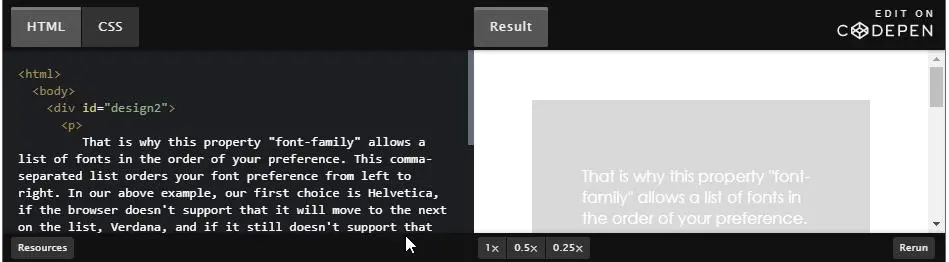 HTML CSS Result EDIT ON
CODEPEN
<html>
<body>
<div id="design2">
<p>
That is why this property "font-family" allows a
list of fonts in the order of your preference. This comma-
separated list orders your font preference from left to
right. In our above example, our first choice is Helvetica,
if the browser doesn't support that it will move to the next
on the list, Verdana, and if it still doesn't support that
That is why this property "font-
family" allows a list of fonts in
the order of your preference.
Resources 1x 0.5x 0.25x Rerun